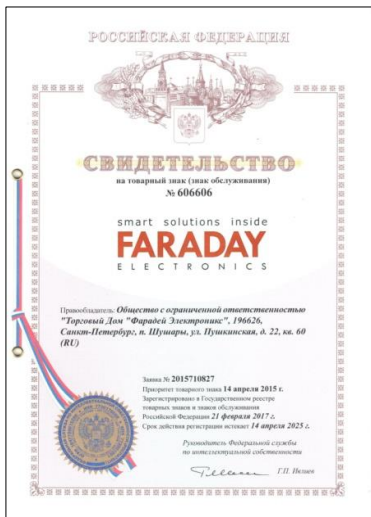 РОССИЙСКАЯ ФЕДЕРАЦИЯ
СВИДЕТЕЛЬСТВО
на товарный знак (знак обслуживания)
№ 606606
smart solutions inside
FARADAY
ELECTRONICS
Правообладатель: Общество с ограниченной ответственностью
"Торговый Дом "Фарадей Электроникс", 196626,
Санкт-Петербург, п. Шушары, ул. Пушкинская, д. 22, кв. 60
(RU)
Заявка № 2015710827
Приоритет товарного знака 14 апреля 2015 г.
Зарегистрировано в Государственном реестре
товарных знаков и знаков обслуживания
Российской Федерации 21 февраля 2017 г.
Срок действия регистрации истекает 14 апреля 2025 г.
Руководитель Федеральной службы
по интеллектуальной собственности
Г.П. Ивлиев